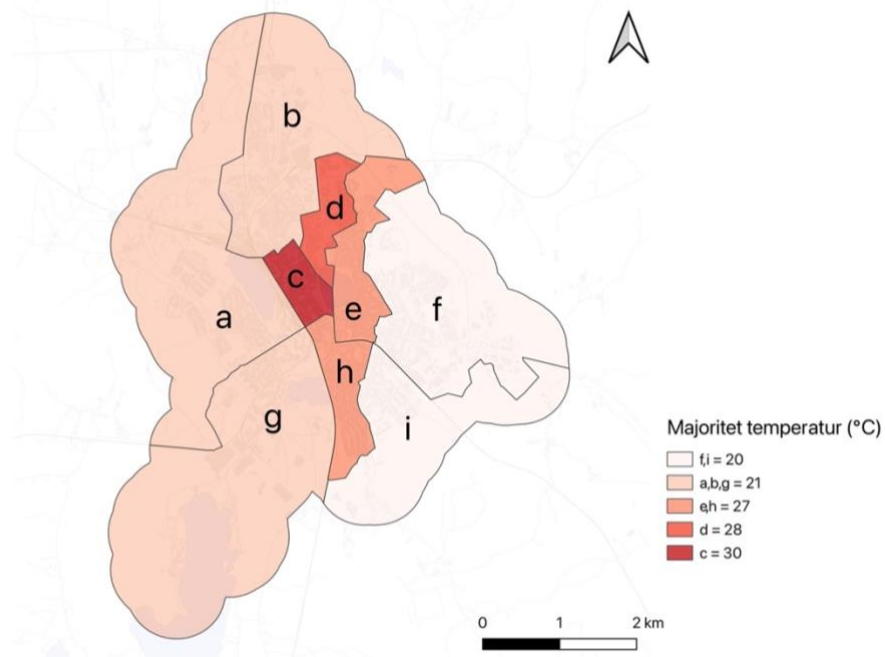 b
d
c
e
f
a
h
g
i
Majoritet temperatur (°C)
f,i = 20
a,b,g = 21
e,h = 27
d = 28
c = 30
0 1 2 km